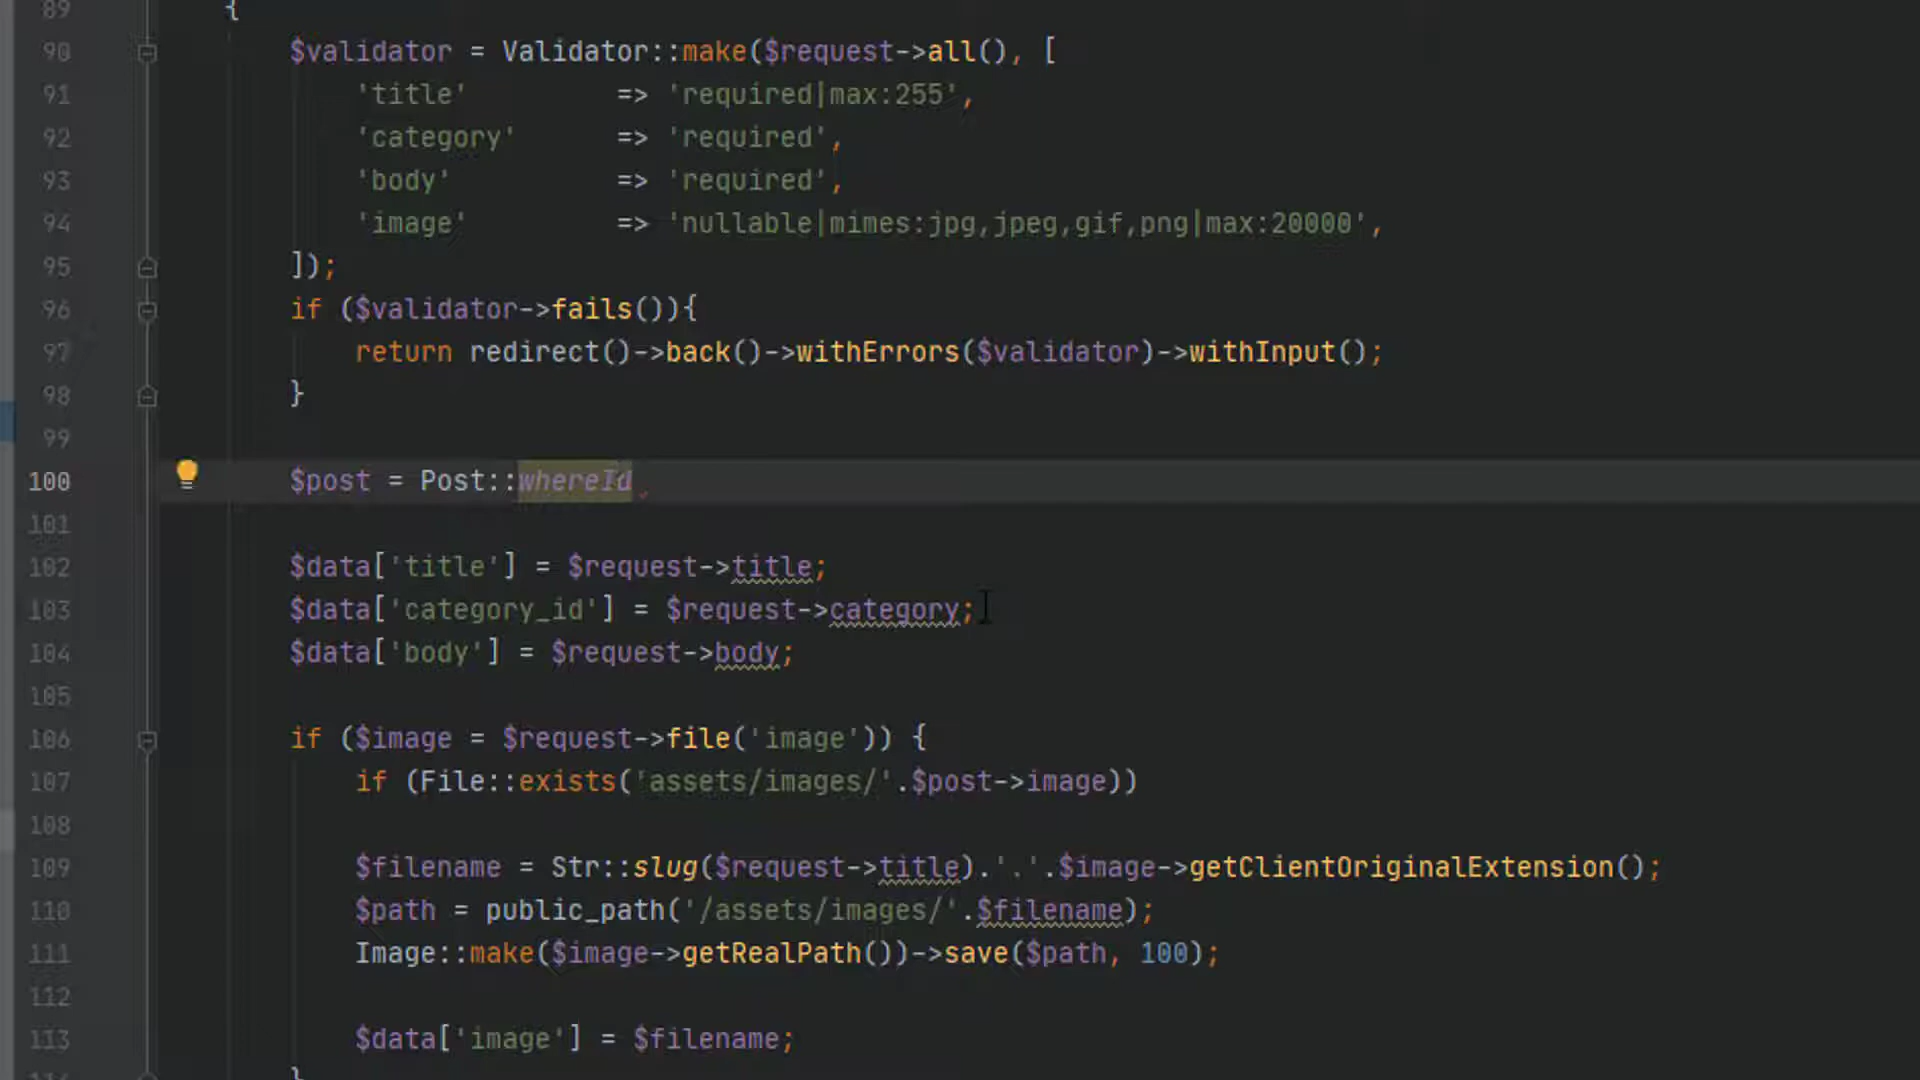 89 {
90 $validator = Validator::make($request->all(), [
91 'title' => 'required|max:255',
92 'category' => 'required',
93 'body' => 'required',
94 'image' => 'nullable|mimes:jpg,jpeg,gif,png|max:20000',
95 ]);
96 if ($validator->fails()){
97 return redirect()->back()->withErrors($validator)->withInput();
98 }
99
100 $post = Post::whereId
101
102 $data['title'] = $request->title;
103 $data['category_id'] = $request->category;
104 $data['body'] = $request->body;
105
106 if ($image = $request->file('image')) {
107 if (File::exists('assets/images/'.$post->image))
108
109 $filename = Str::slug($request->title).'.'.$image->getClientOriginalExtension();
110 $path = public_path('/assets/images/'.$filename);
111 Image::make($image->getRealPath())->save($path, 100);
112
113 $data['image'] = $filename;
114 }